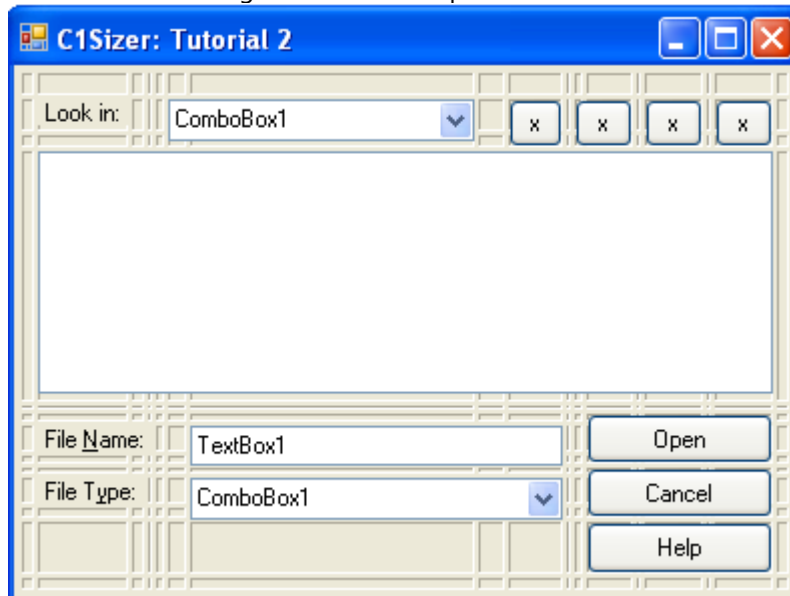 C1Sizer: Tutorial 2
Look in: ComboBox1 x x x x
File Name: TextBox1 Open
File Type: ComboBox1 Cancel
Help